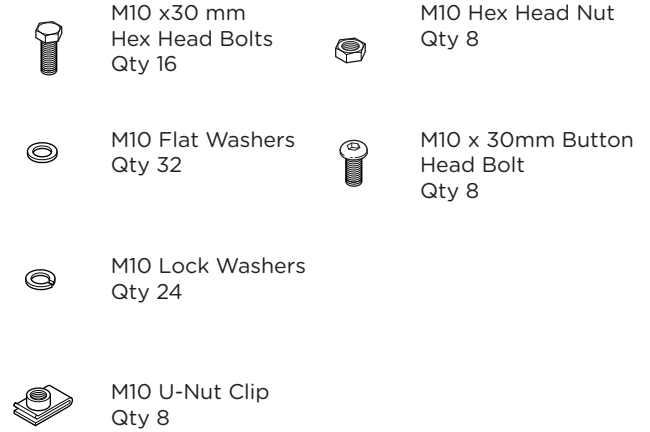 M10 x30 mm
Hex Head Bolts
Qty 16
M10 Hex Head Nut
Qty 8
M10 Flat Washers
Qty 32
M10 x 30mm Button
Head Bolt
Qty 8
M10 Lock Washers
Qty 24
M10 U-Nut Clip
Qty 8